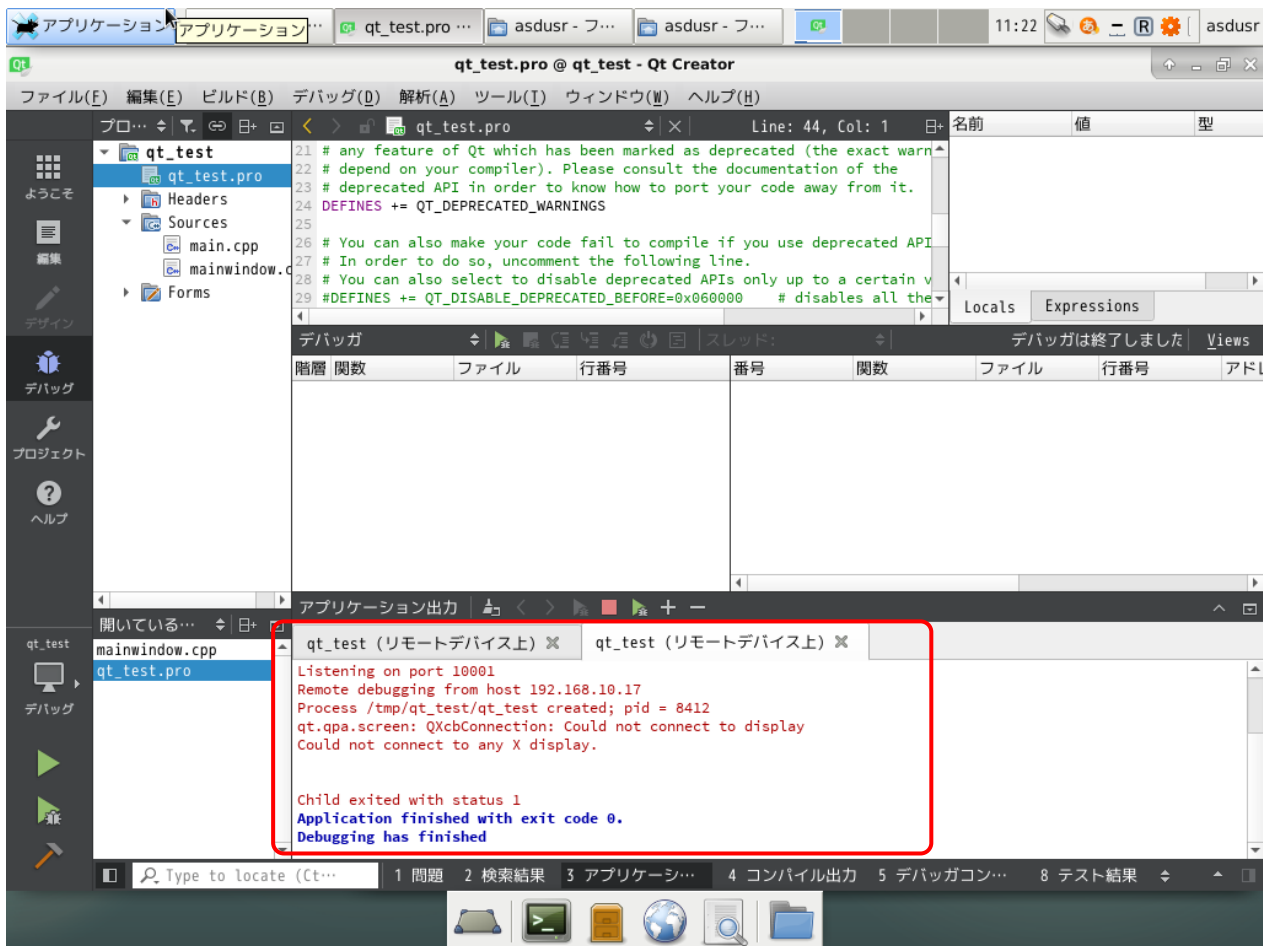 アプリケーション
アプリケーション
qt_test.pro …
asdusr - フ…
asdusr - フ…
11:22
R
asdusr
qt_test.pro @ qt_test - Qt Creator
ファイル(F) 編集(E) ビルド(B) デバッグ(D) 解析(A) ツール(T) ウィンドウ(W) ヘルプ(H)
プロ…
qt_test.pro
Line: 44, Col: 1
名前 値 型
ようこそ
編集
デザイン
デバッグ
プロジェクト
ヘルプ
qt_test
qt_test.pro
Headers
Sources
main.cpp
mainwindow.c
Forms
21 # any feature of Qt which has been marked as deprecated (the exact warn
22 # depend on your compiler). Please consult the documentation of the
23 # deprecated API in order to know how to port your code away from it.
24 DEFINES += QT_DEPRECATED_WARNINGS
25
26 # You can also make your code fail to compile if you use deprecated API
27 # In order to do so, uncomment the following line.
28 # You can also select to disable deprecated APIs only up to a certain v
29 #DEFINES += QT_DISABLE_DEPRECATED_BEFORE=0x060000 # disables all the
Locals Expressions
デバッガ
スレッド:
デバッガは終了しました
Views
階層 関数 ファイル 行番号
番号 関数 ファイル 行番号 アドレ
アプリケーション出力
開いている…
mainwindow.cpp
qt_test.pro
qt_test
デバッグ
qt_test (リモートデバイス上)
qt_test (リモートデバイス上)
Listening on port 10001
Remote debugging from host 192.168.10.17
Process /tmp/qt_test/qt_test created; pid = 8412
qt.qpa.screen: QXcbConnection: Could not connect to display
Could not connect to any X display.
Child exited with status 1
Application finished with exit code 0.
Debugging has finished
Type to locate (Ct…
1 問題 2 検索結果 3 アプリケーシ… 4 コンパイル出力 5 デバッガコン… 8 テスト結果